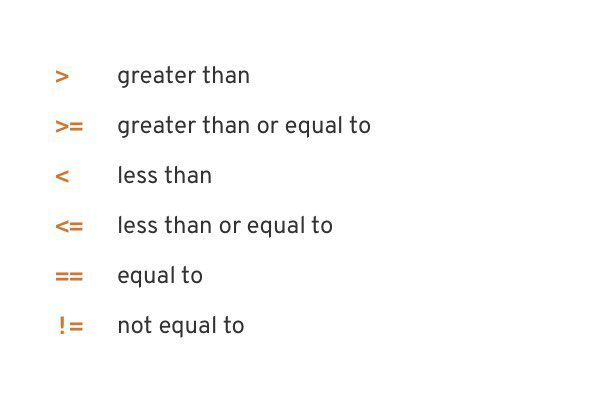 > greater than
>= greater than or equal to
< less than
<= less than or equal to
== equal to
!= not equal to